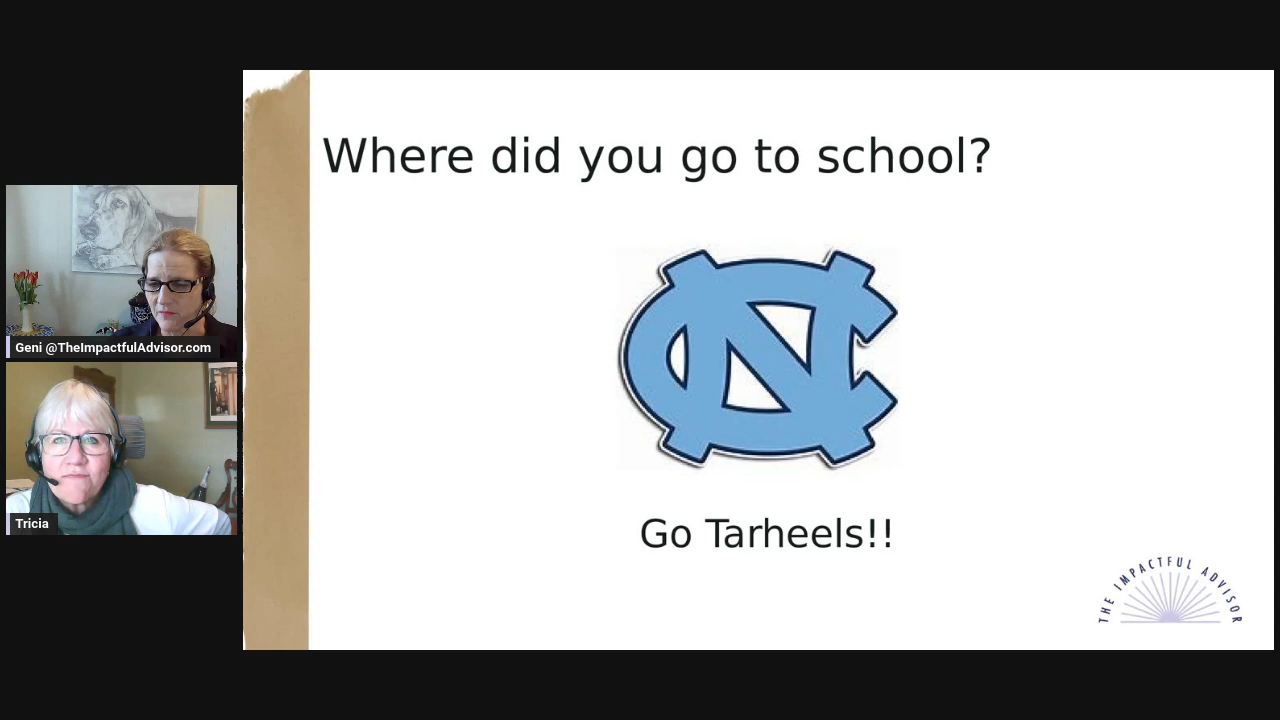 Where did you go to school?
NC
Go Tarheels!!
THE IMPACTFUL ADVISOR
Geni @TheImpactfulAdvisor.com
Tricia